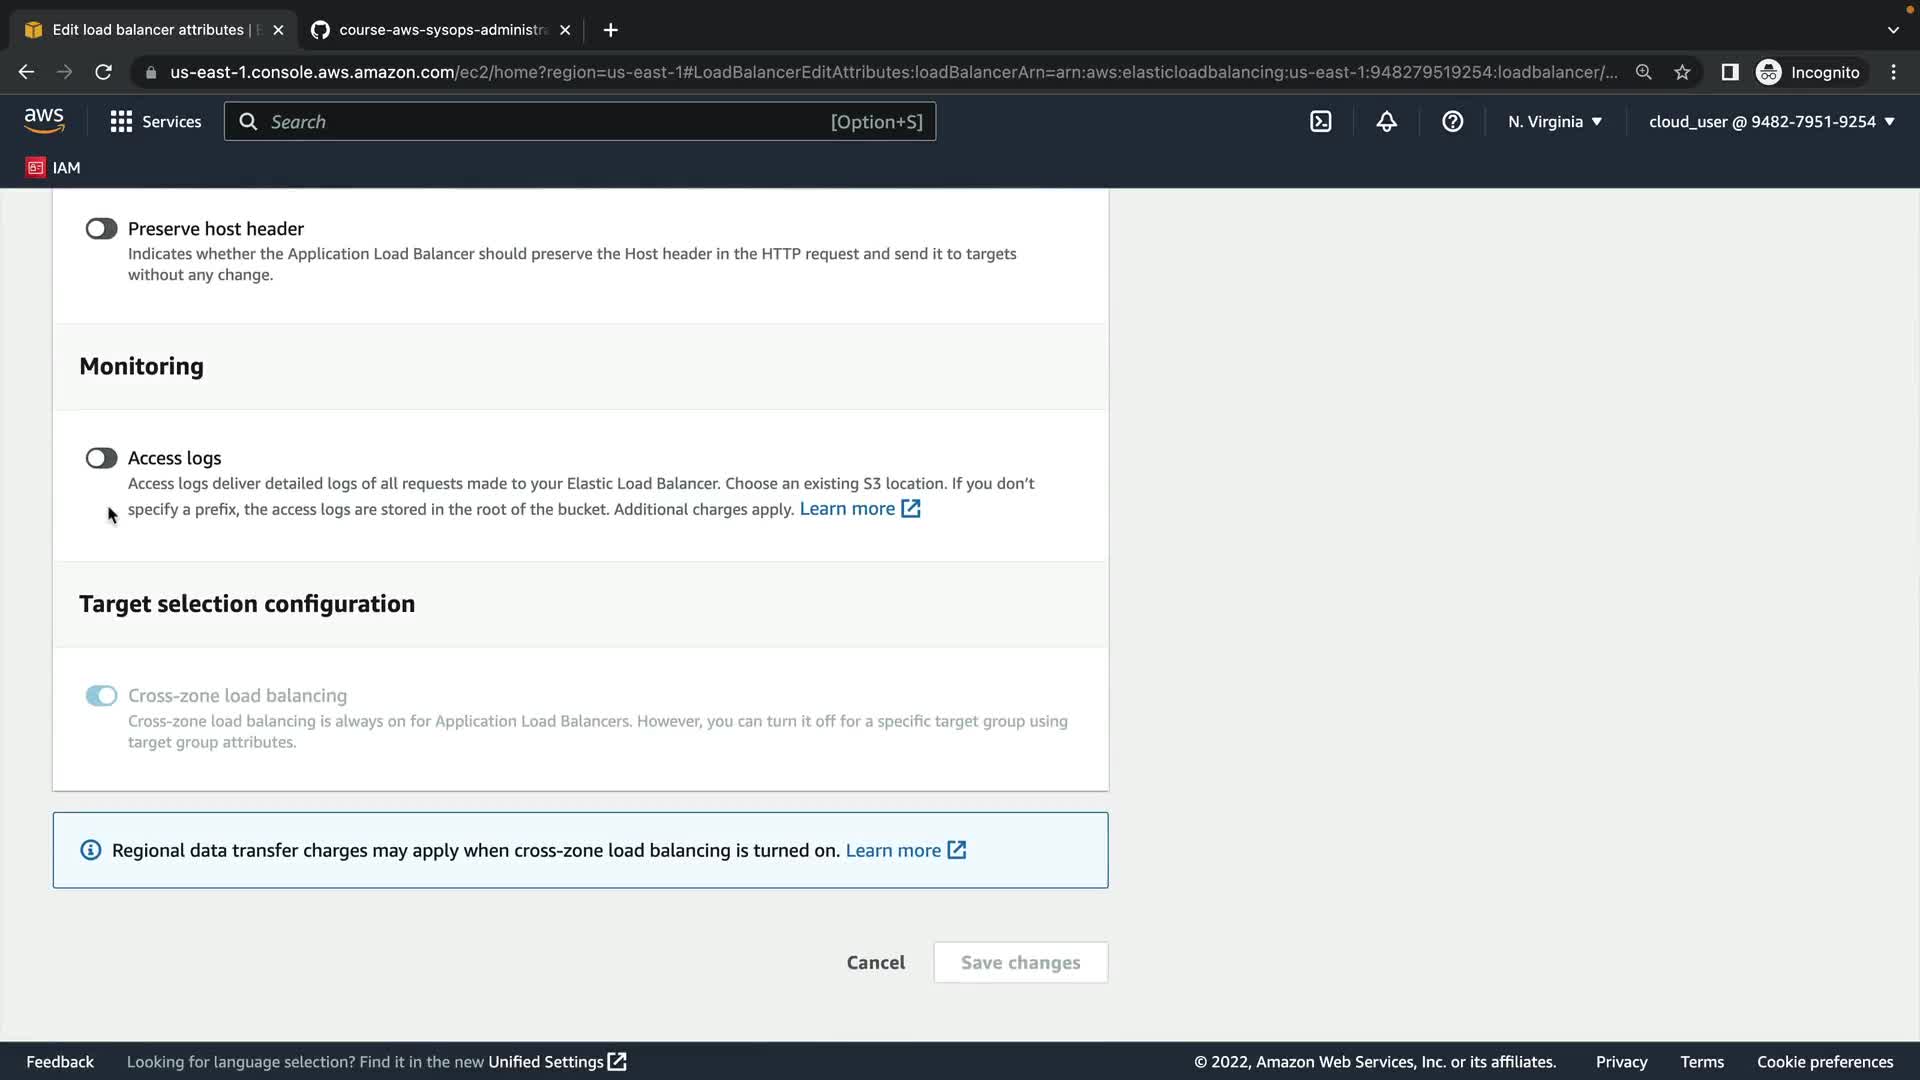 Edit load balancer attributes |
course-aws-sysops-administra
us-east-1.console.aws.amazon.com/ec2/home?region=us-east-1#LoadBalancerEditAttributes:loadBalancerArn=arn:aws:elasticloadbalancing:us-east-1:948279519254:loadbalancer/...
Incognito
aws
Services
Search
[Option+S]
N. Virginia
cloud_user @ 9482-7951-9254
IAM
Preserve host header
Indicates whether the Application Load Balancer should preserve the Host header in the HTTP request and send it to targets
without any change.
Monitoring
Access logs
Access logs deliver detailed logs of all requests made to your Elastic Load Balancer. Choose an existing S3 location. If you don't
specify a prefix, the access logs are stored in the root of the bucket. Additional charges apply. Learn more
Target selection configuration
Cross-zone load balancing
Cross-zone load balancing is always on for Application Load Balancers. However, you can turn it off for a specific target group using
target group attributes.
Regional data transfer charges may apply when cross-zone load balancing is turned on. Learn more
Cancel
Save changes
Feedback
Looking for language selection? Find it in the new Unified Settings
© 2022, Amazon Web Services, Inc. or its affiliates.
Privacy
Terms
Cookie preferences